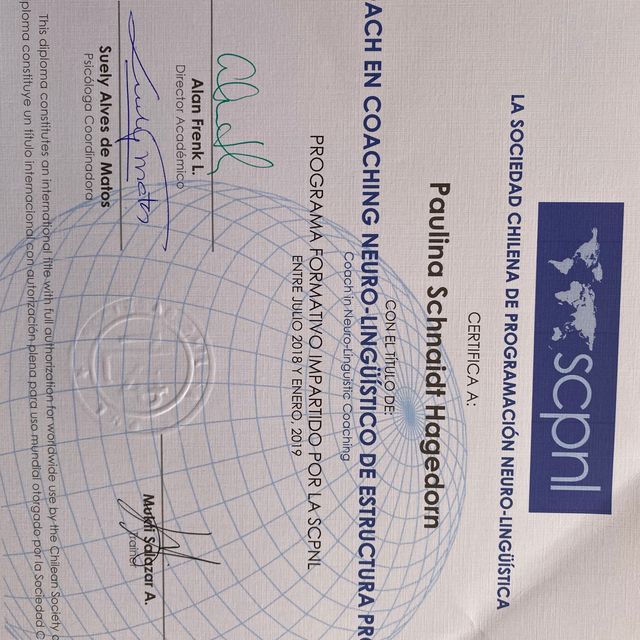 scpnl
LA SOCIEDAD CHILENA DE PROGRAMACIÓN NEURO-LINGÜÍSTICA
CERTIFICA A:
Paulina Schnaidt Hagedorn
CON EL TÍTULO DE:
ACH EN COACHING NEURO-LINGÜÍSTICO DE ESTRUCTURA PR
Coach in Neuro-Linguistic Coaching
PROGRAMA FORMATIVO IMPARTIDO POR LA SCPNL
ENTRE JULIO 2018 Y ENERO, 2019
Alan Frenk L.
Director Académico
Suely Alves de Matos
Psicóloga Coordinadora
Mukti Salazar A.
Trainer
This diploma constitutes an international title with full authorization for worldwide use by the Chilean Society
ploma constituye un título internacional con autorización plena para uso mundial otorgado por la Sociedad C